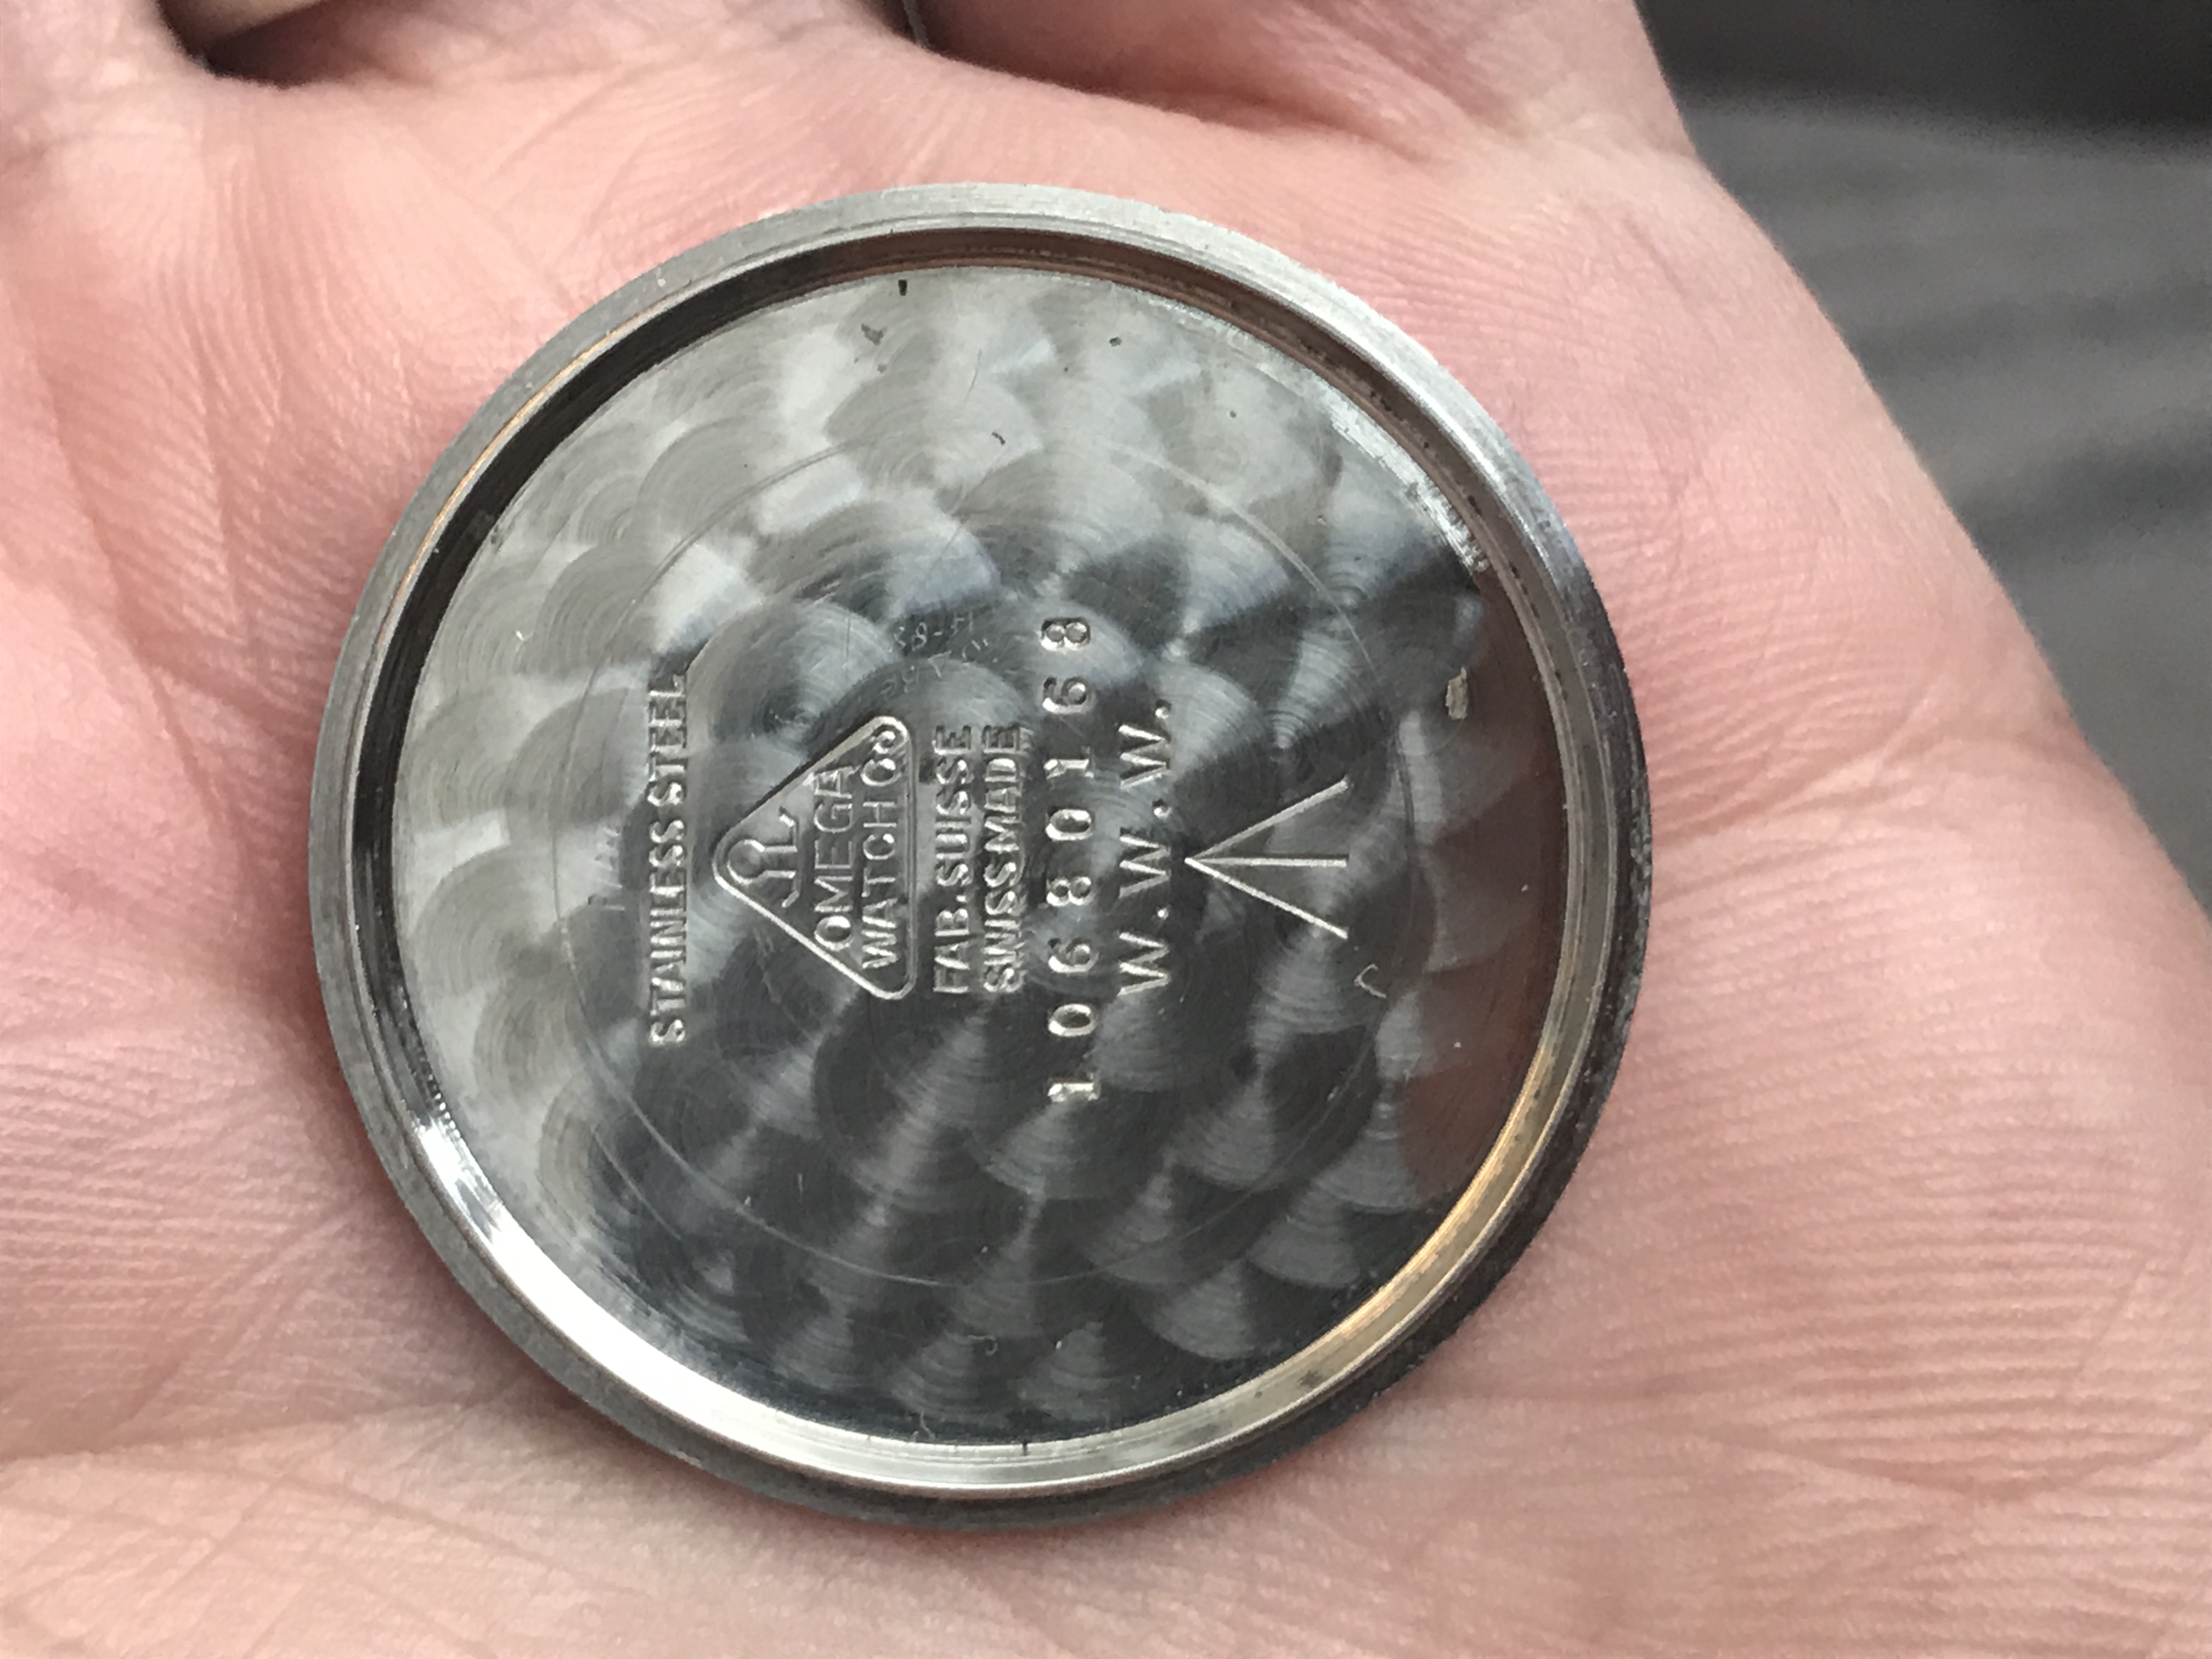 STAINLESS STEEL
Ω
OMEGA
WATCH Co
FAB.SUISSE
SWISS MADE
10680168
W.W.W.